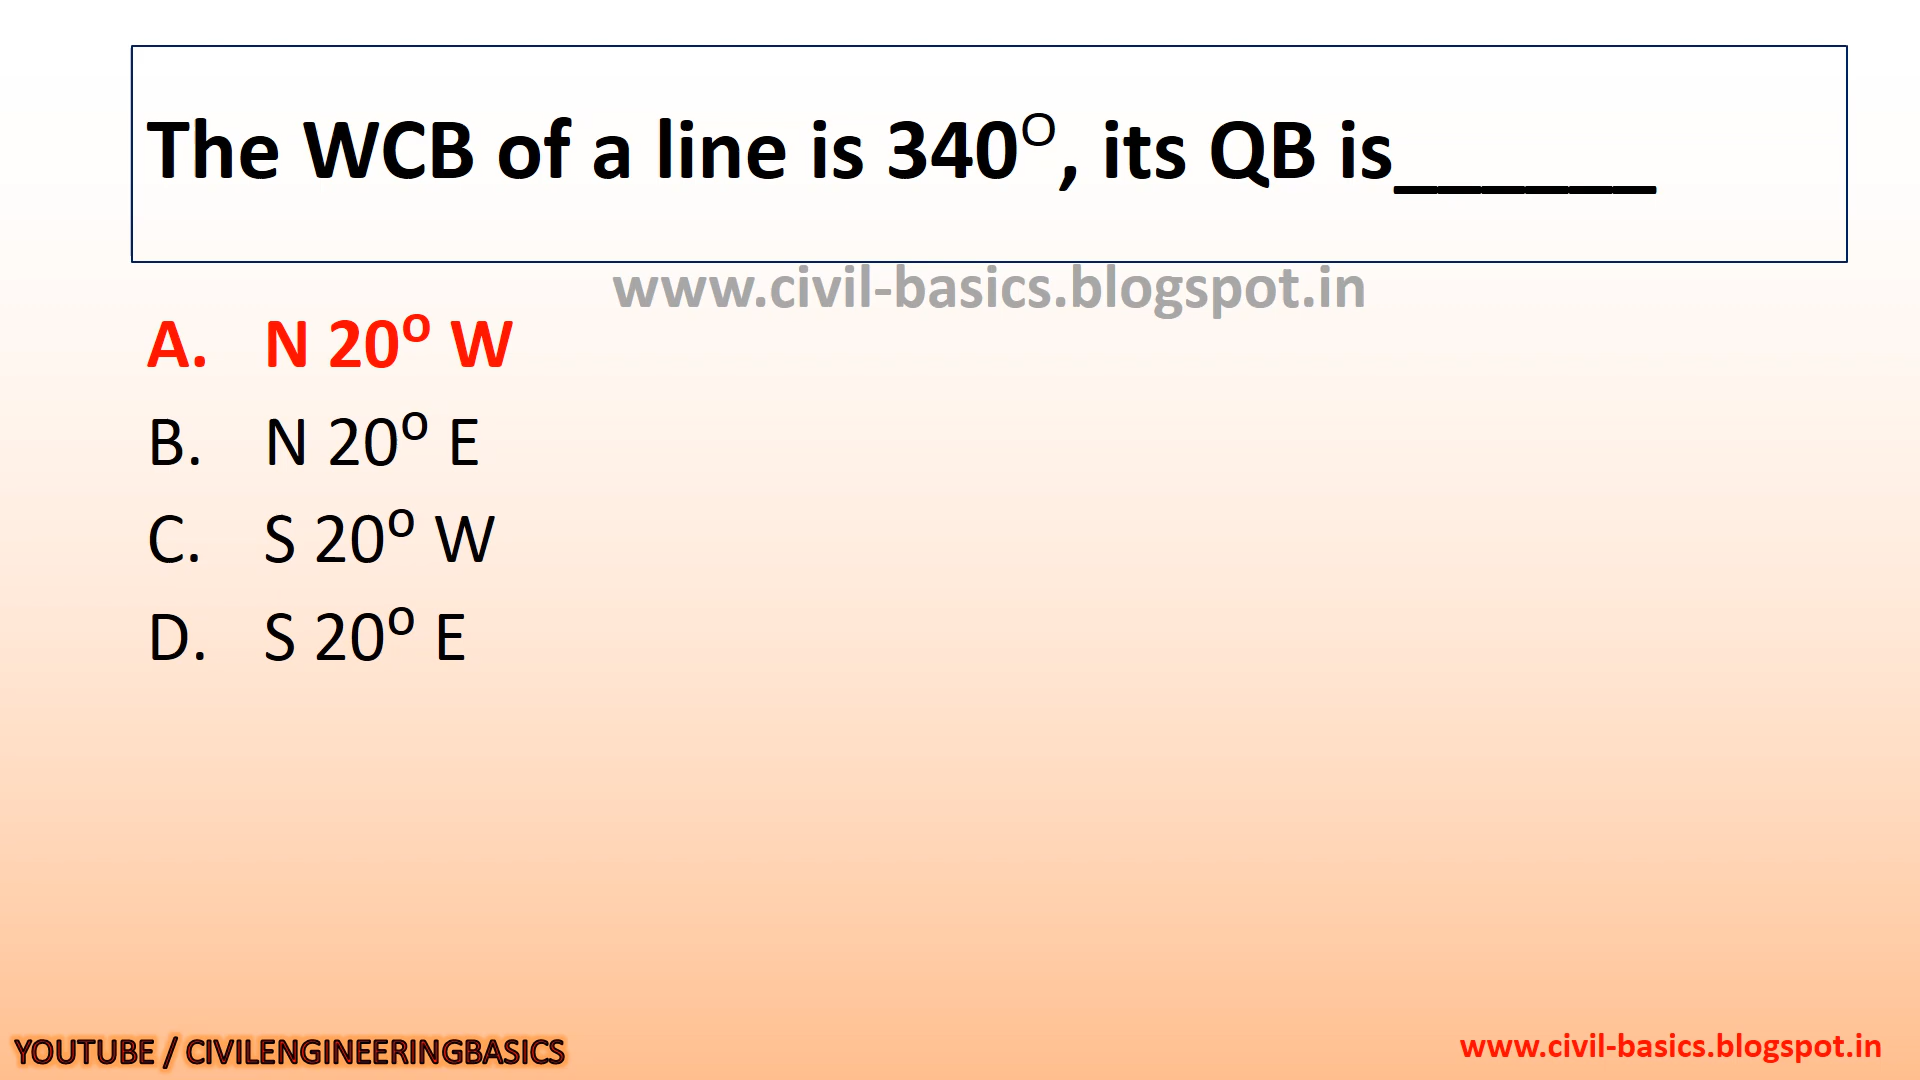 The WCB of a line is 340ᴼ, its QB is______
www.civil-basics.blogspot.in
A. N 20ᴼ W
B. N 20ᴼ E
C. S 20ᴼ W
D. S 20ᴼ E
YOUTUBE / CIVILENGINEERINGBASICS
www.civil-basics.blogspot.in